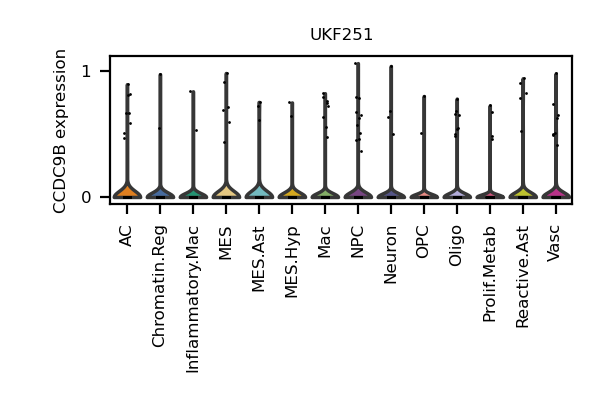 UKF251
CCDC9B expression
1
0
AC
Chromatin.Reg
Inflammatory.Mac
MES
MES.Ast
MES.Hyp
Mac
NPC
Neuron
OPC
Oligo
Prolif.Metab
Reactive.Ast
Vasc